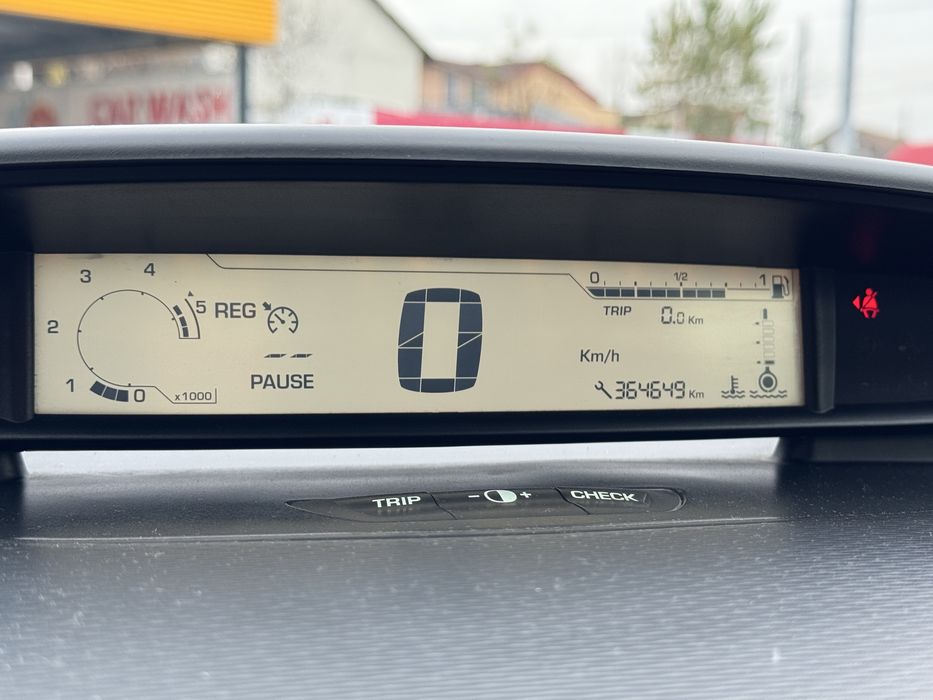 CAR WASH
0 1/2 1
3 4
5 REG
TRIP 0.0 Km
2
Km/h
0
PAUSE
1 0 x1000
364649 Km
TRIP - + CHECK